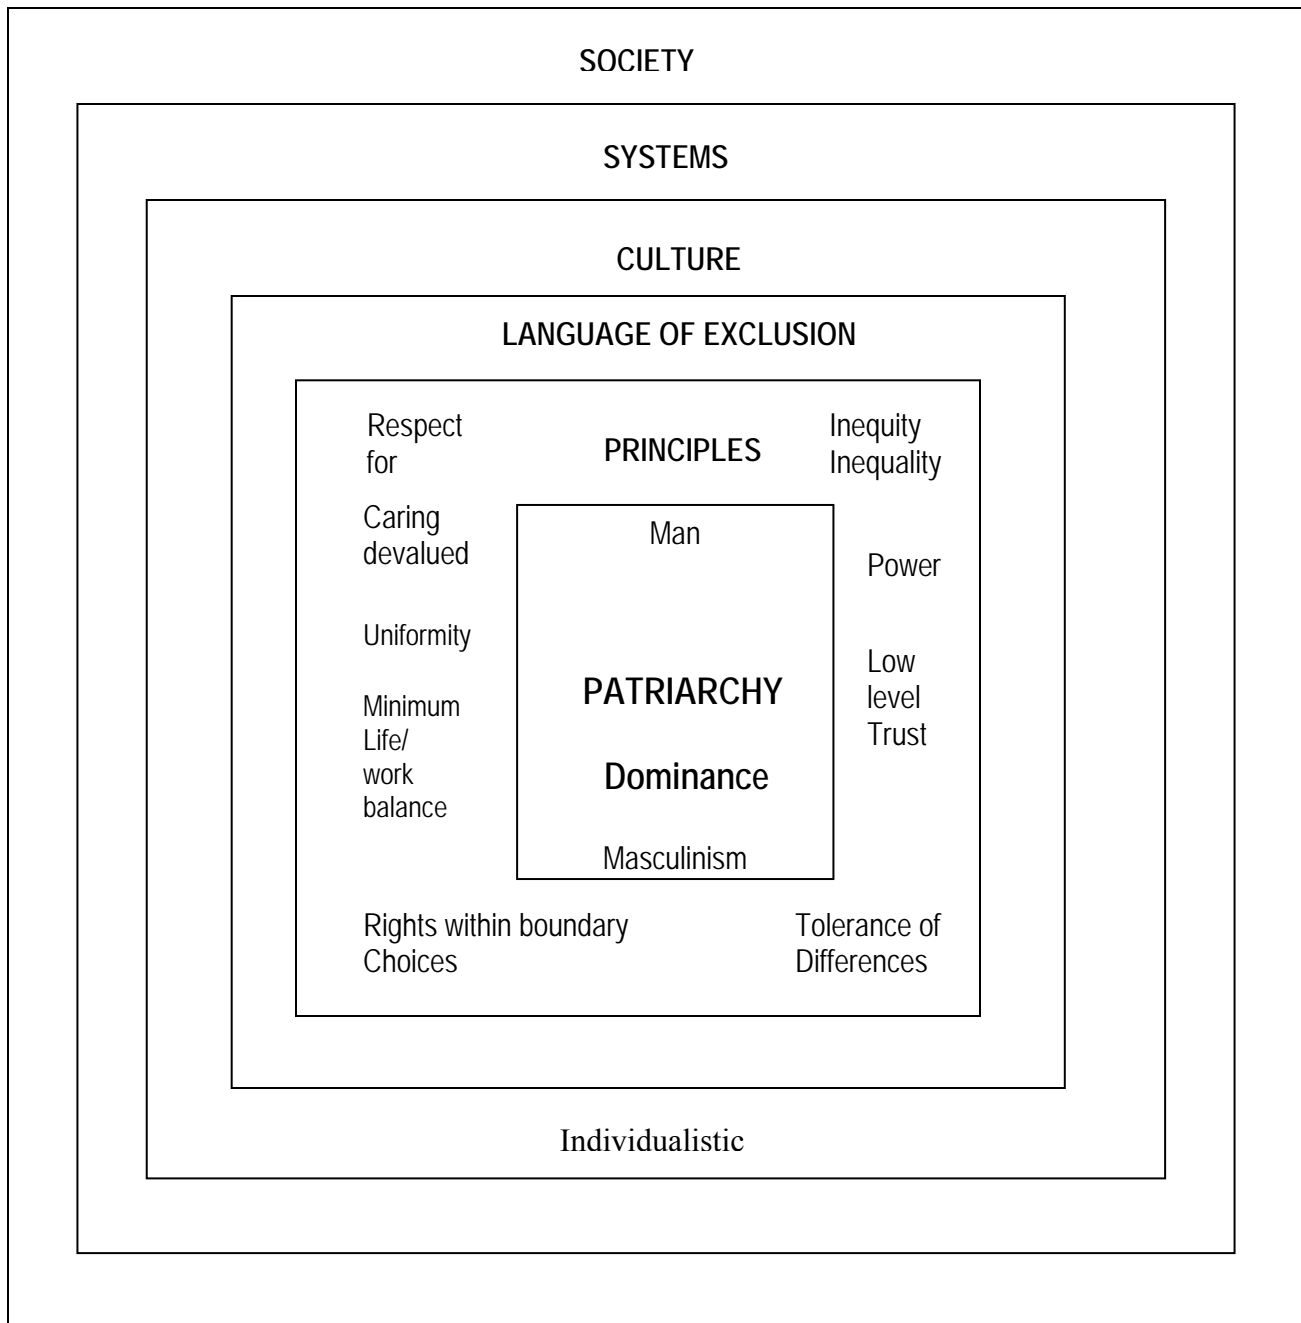 SOCIETY
SYSTEMS
CULTURE
LANGUAGE OF EXCLUSION
Respect
for
PRINCIPLES
Inequity
Inequality
Caring
devalued
Man
Power
Uniformity
Low
level
Trust
PATRIARCHY
Minimum
Life/
work
balance
Dominance
Masculinism
Rights within boundary
Choices
Tolerance of
Differences
Individualistic